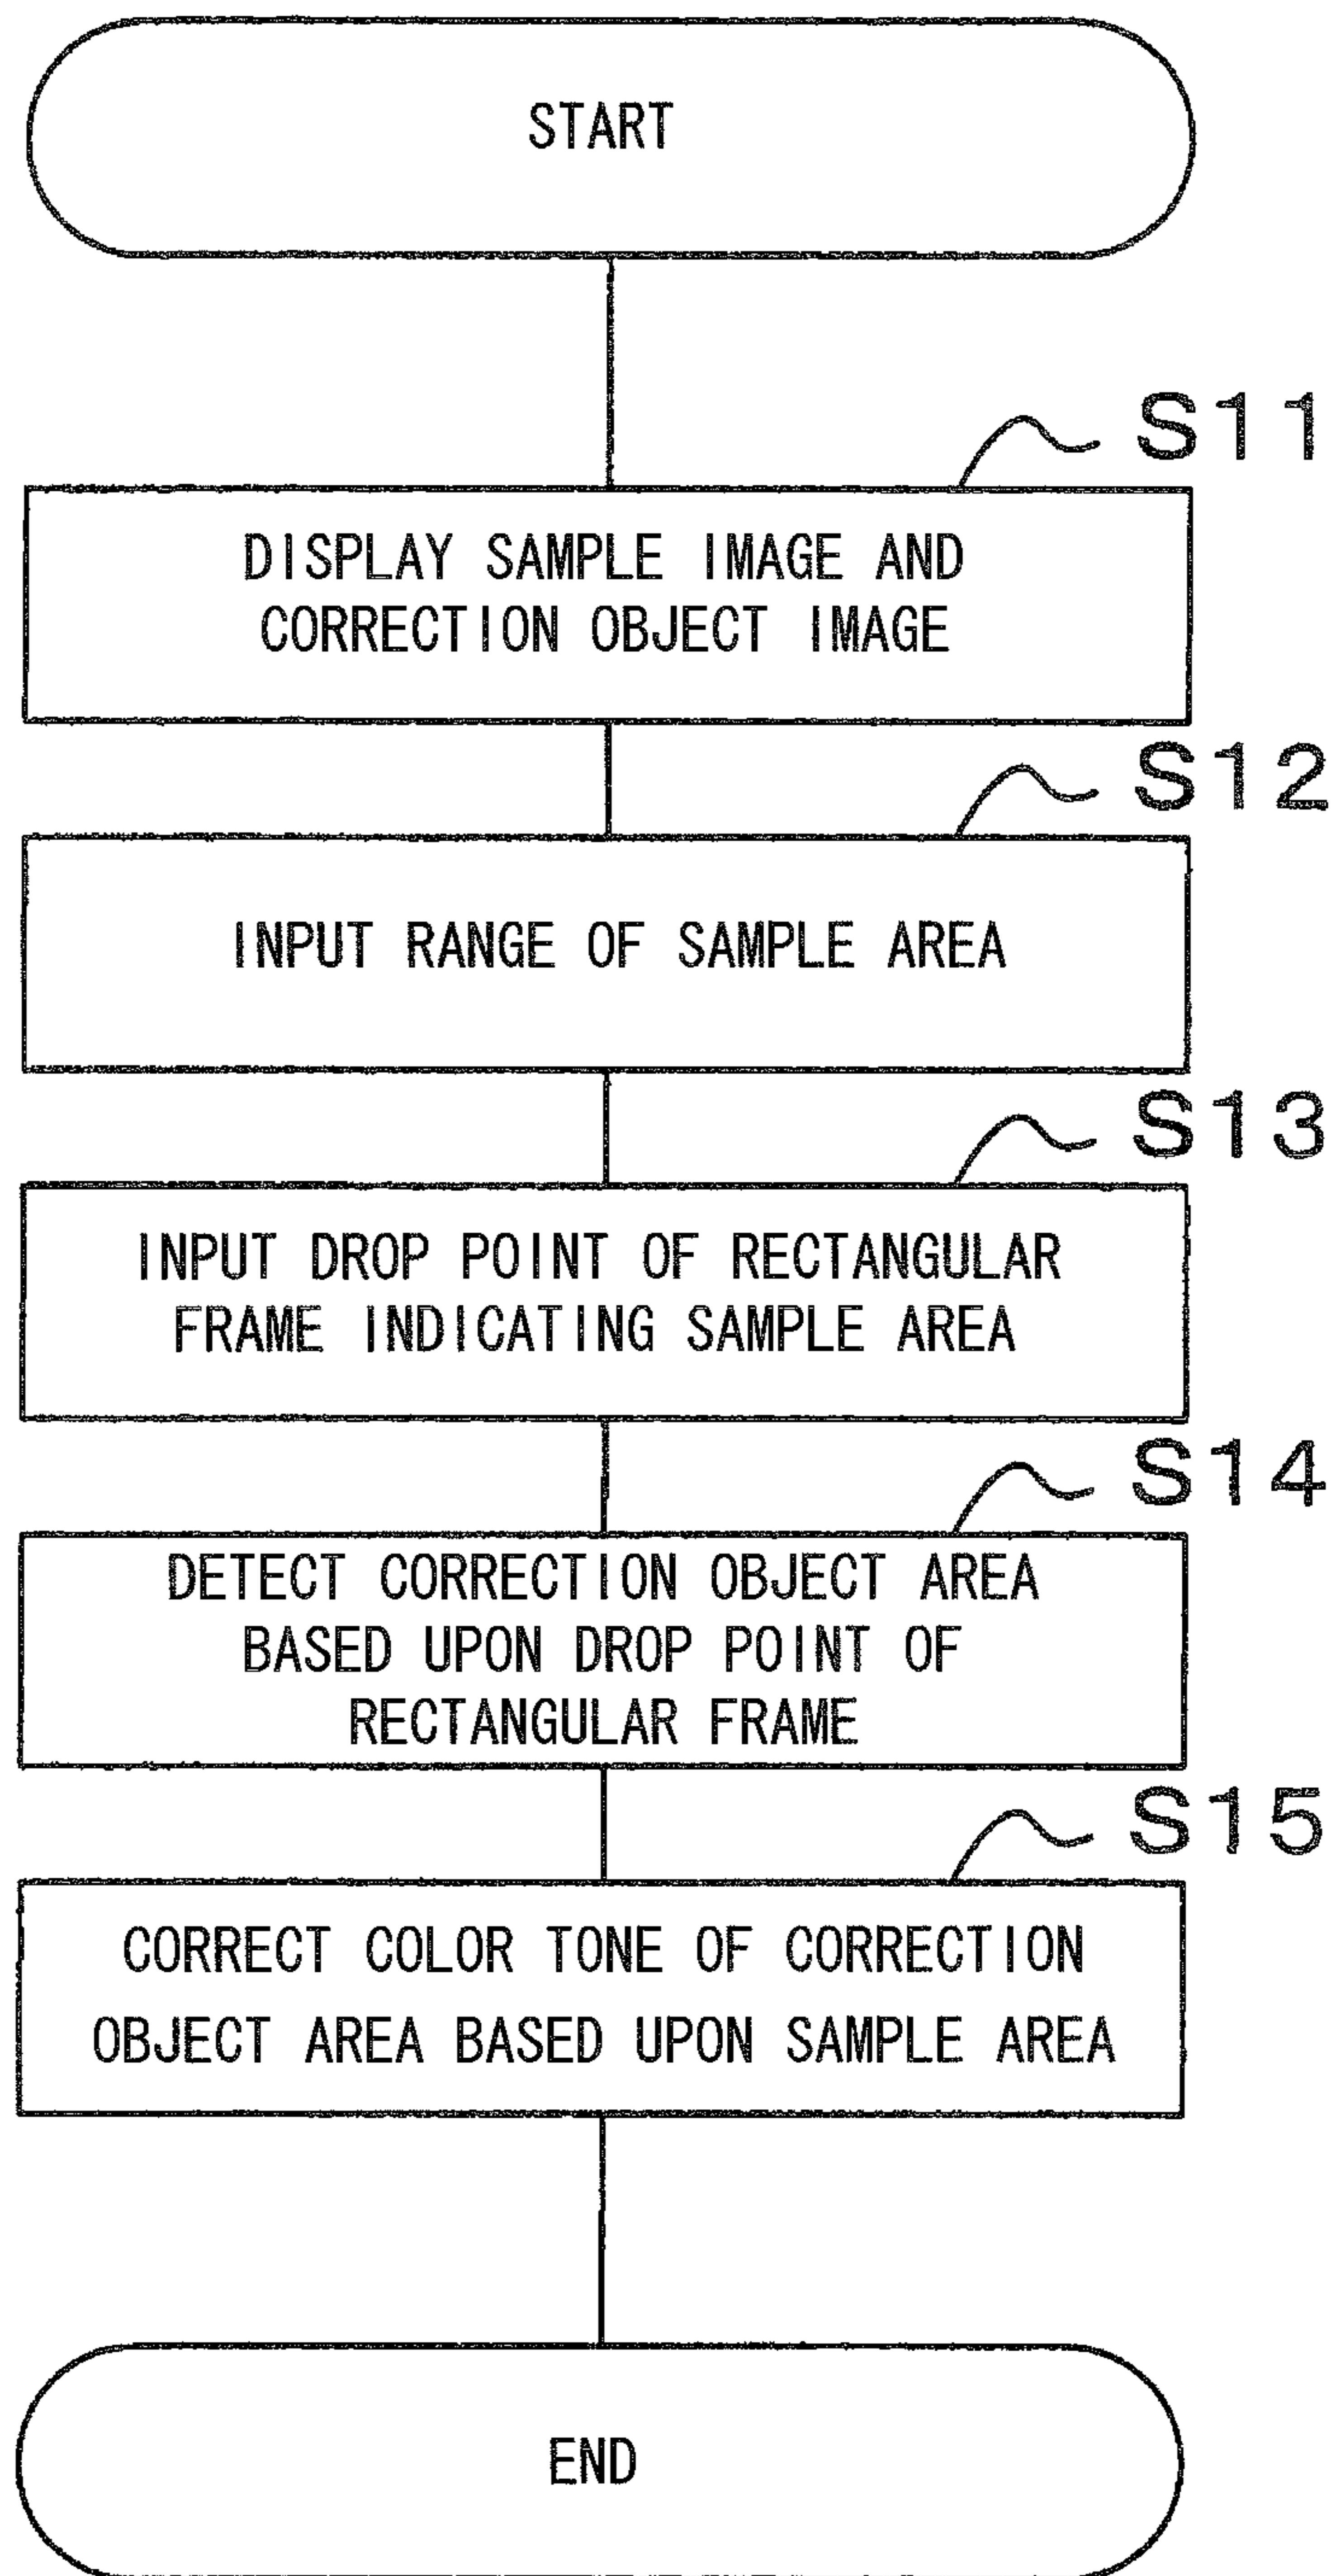 START
S11
DISPLAY SAMPLE IMAGE AND
CORRECTION OBJECT IMAGE
S12
INPUT RANGE OF SAMPLE AREA
S13
INPUT DROP POINT OF RECTANGULAR
FRAME INDICATING SAMPLE AREA
S14
DETECT CORRECTION OBJECT AREA
BASED UPON DROP POINT OF
RECTANGULAR FRAME
S15
CORRECT COLOR TONE OF CORRECTION
OBJECT AREA BASED UPON SAMPLE AREA
END